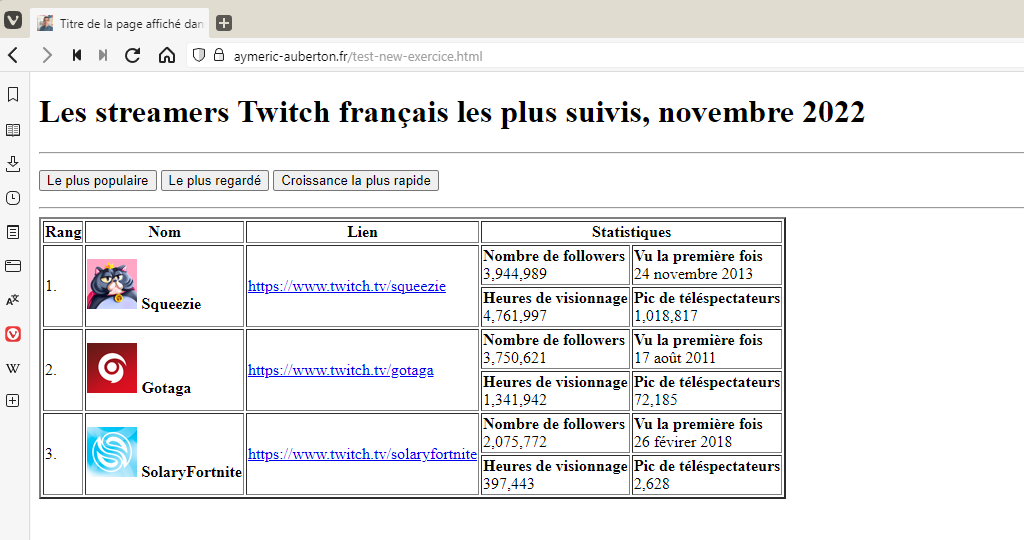 Titre de la page affiché dan
aymeric-auberton.fr/test-new-exercice.html
Les streamers Twitch français les plus suivis, novembre 2022
Le plus populaire Le plus regardé Croissance la plus rapide
Rang Nom Lien Statistiques
1. Squeezie https://www.twitch.tv/squeezie
Nombre de followers Vu la première fois
3,944,989 24 novembre 2013
Heures de visionnage Pic de téléspectateurs
4,761,997 1,018,817
2. Gotaga https://www.twitch.tv/gotaga
Nombre de followers Vu la première fois
3,750,621 17 août 2011
Heures de visionnage Pic de téléspectateurs
1,341,942 72,185
3. SolaryFortnite https://www.twitch.tv/solaryfortnite
Nombre de followers Vu la première fois
2,075,772 26 févirer 2018
Heures de visionnage Pic de téléspectateurs
397,443 2,628